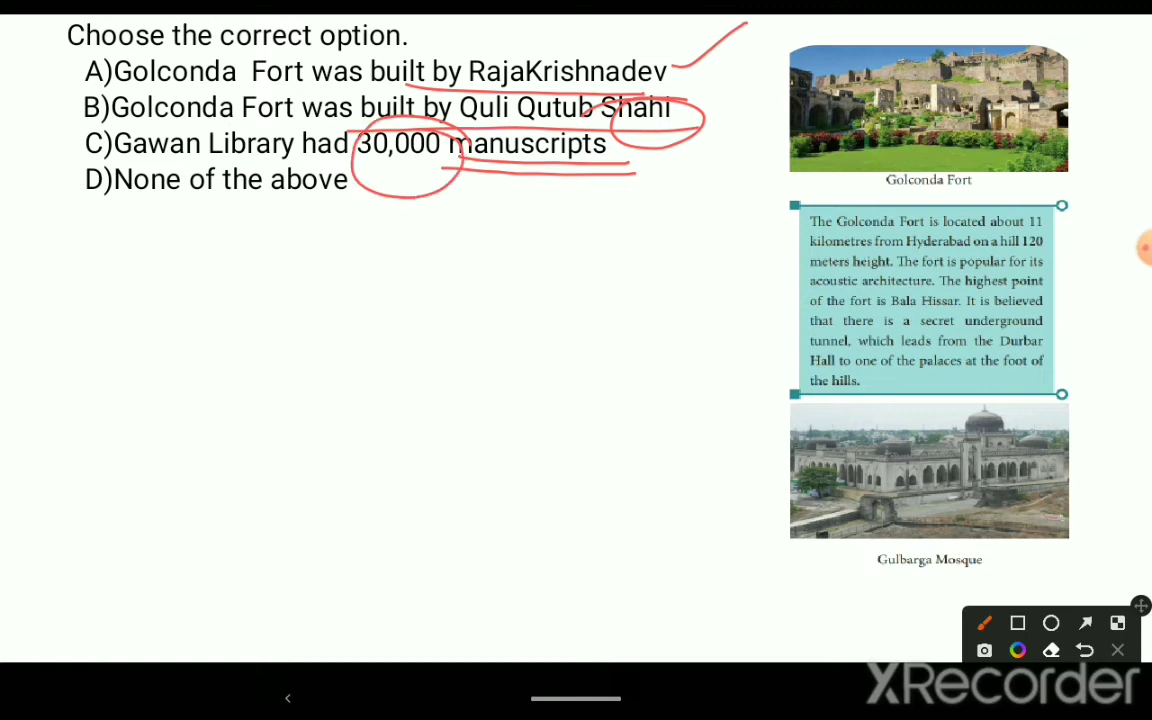 Choose the correct option.
A)Golconda Fort was built by RajaKrishnadev
B)Golconda Fort was built by Quli Qutub Shahi
C)Gawan Library had 30,000 manuscripts
D)None of the above
Golconda Fort
The Golconda Fort is located about 11
kilometres from Hyderabad on a hill 120
meters height. The fort is popular for its
acoustic architecture. The highest point
of the fort is Bala Hissar. It is believed
that there is a secret underground
tunnel, which leads from the Durbar
Hall to one of the palaces at the foot of
the hills.
Gulbarga Mosque
XRecorder